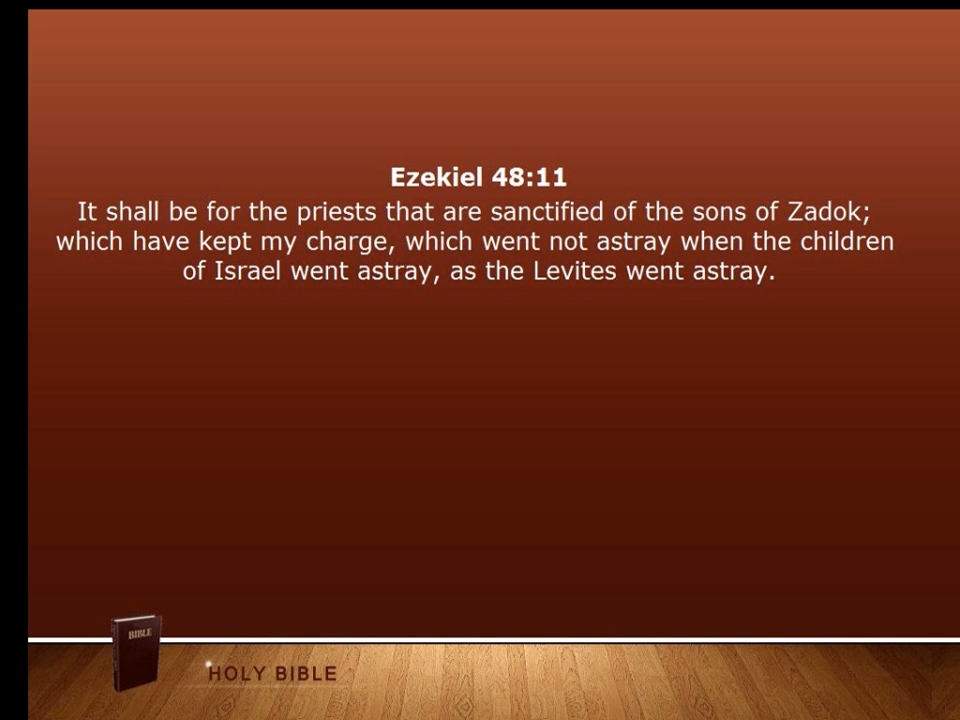 Ezekiel 48:11
It shall be for the priests that are sanctified of the sons of Zadok;
which have kept my charge, which went not astray when the children
of Israel went astray, as the Levites went astray.
BIBLE
HOLY BIBLE